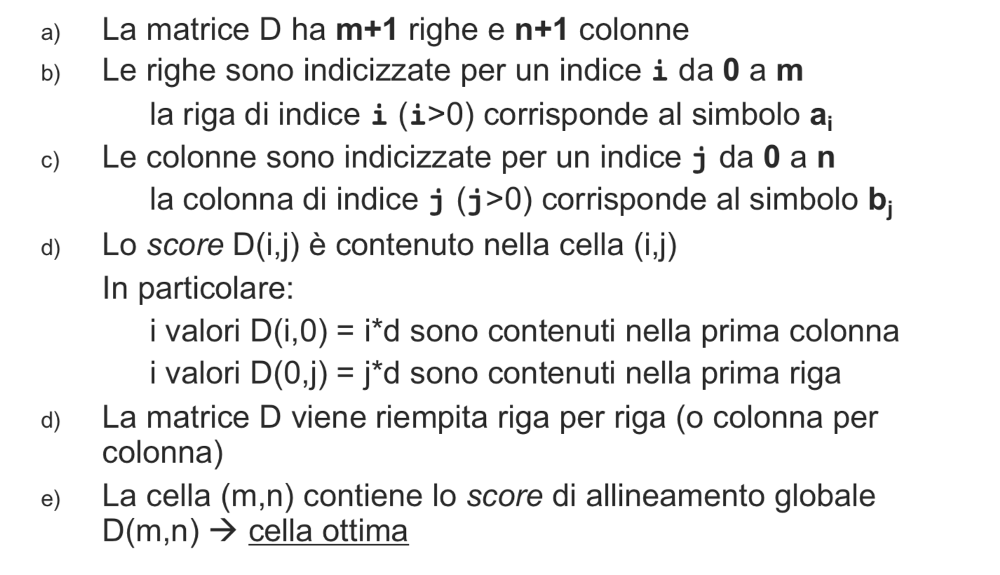 a) La matrice D ha m+1 righe e n+1 colonne
b) Le righe sono indicizzate per un indice i da 0 a m
la riga di indice i (i>0) corrisponde al simbolo aᵢ
c) Le colonne sono indicizzate per un indice j da 0 a n
la colonna di indice j (j>0) corrisponde al simbolo bⱼ
d) Lo score D(i,j) è contenuto nella cella (i,j)
In particolare:
i valori D(i,0) = i*d sono contenuti nella prima colonna
i valori D(0,j) = j*d sono contenuti nella prima riga
d) La matrice D viene riempita riga per riga (o colonna per
colonna)
e) La cella (m,n) contiene lo score di allineamento globale
D(m,n) → cella ottima